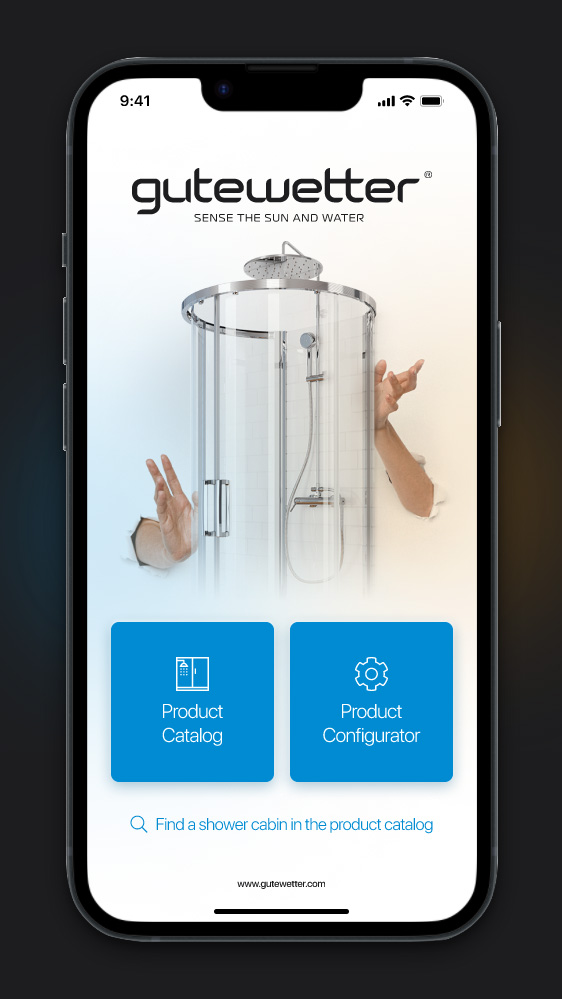 9:41
gutewetter®
SENSE THE SUN AND WATER
Product
Catalog
Product
Configurator
Find a shower cabin in the product catalog
www.gutewetter.com